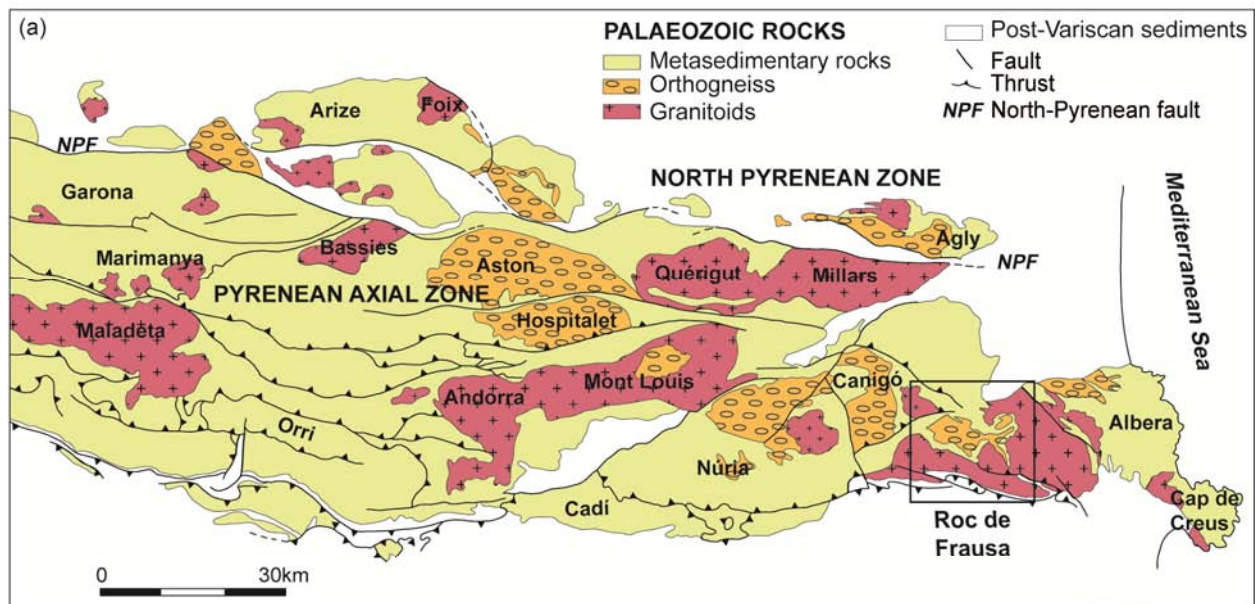 (a)
PALAEOZOIC ROCKS
Metasedimentary rocks
Orthogneiss
Granitoids
Post-Variscan sediments
Fault
Thrust
NPF North-Pyrenean fault
Arize
Foix
NPF
Garona
NORTH PYRENEAN ZONE
Mediterranean Sea
Agly
NPF
Bassies
Marimanya
Aston
Quérigut
Millars
PYRENEAN AXIAL ZONE
Maladeta
Hospitalet
Mont Louis
Canigó
Andorra
Orri
Albera
Núria
Cadí
Cap de
Creus
Roc de
Frausa
0 30km